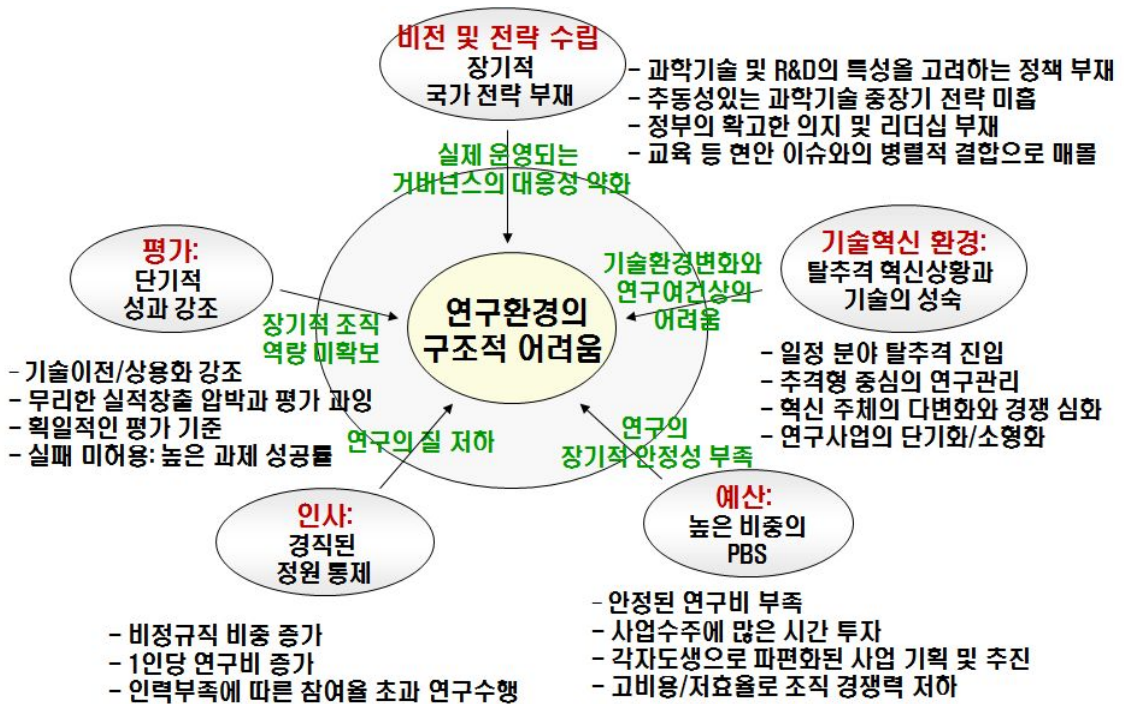 비전 및 전략 수립
장기적
국가 전략 부재
- 과학기술 및 R&D의 특성을 고려하는 정책 부재
- 추동성있는 과학기술 중장기 전략 미흡
- 정부의 확고한 의지 및 리더십 부재
- 교육 등 현안 이슈와의 병렬적 결합으로 매몰
실제 운영되는
거버넌스의 대응성 약화
평가:
단기적
성과 강조
기술혁신 환경:
탈추격 혁신상황과
기술의 성숙
기술환경변화와
연구여건상의
어려움
연구환경의
구조적 어려움
장기적 조직
역량 미확보
- 기술이전/상용화 강조
- 무리한 실적창출 압박과 평가 과잉
- 획일적인 평가 기준
- 실패 미허용: 높은 과제 성공률
- 일정 분야 탈추격 진입
- 추격형 중심의 연구관리
- 혁신 주체의 다변화와 경쟁 심화
- 연구사업의 단기화/소형화
연구의 질 저하
연구의
장기적 안정성 부족
인사:
경직된
정원 통제
예산:
높은 비중의
PBS
- 비정규직 비중 증가
- 1인당 연구비 증가
- 인력부족에 따른 참여율 초과 연구수행
- 안정된 연구비 부족
- 사업수주에 많은 시간 투자
- 각자도생으로 파편화된 사업 기획 및 추진
- 고비용/저효율로 조직 경쟁력 저하